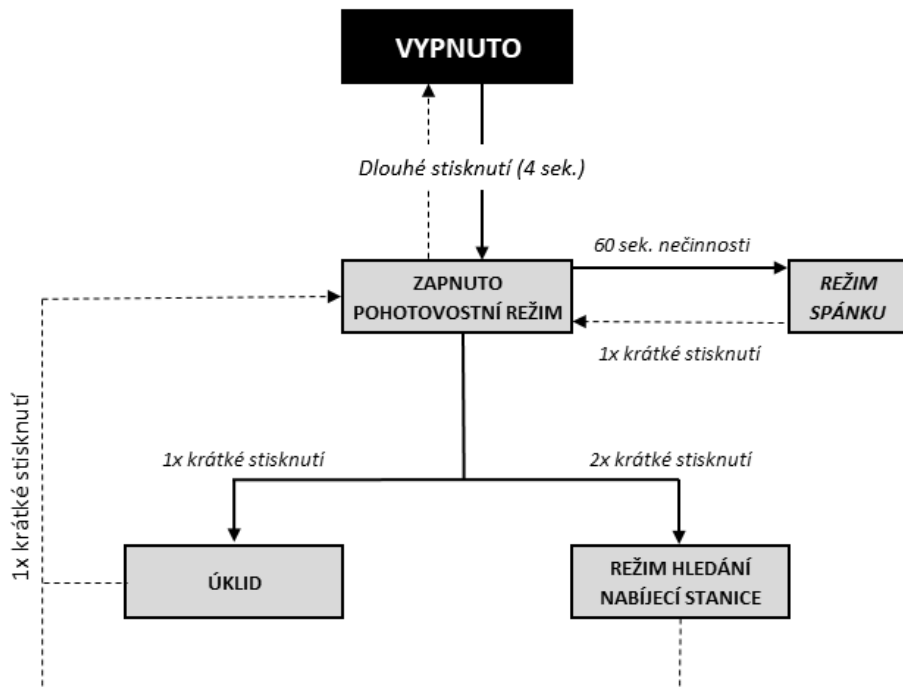 VYPNUTO
Dlouhé stisknutí (4 sek.)
60 sek. nečinnosti
ZAPNUTO
POHOTOVOSTNÍ REŽIM
REŽIM
SPÁNKU
1x krátké stisknutí
1x krátké stisknutí
1x krátké stisknutí
2x krátké stisknutí
ÚKLID
REŽIM HLEDÁNÍ
NABÍJECÍ STANICE